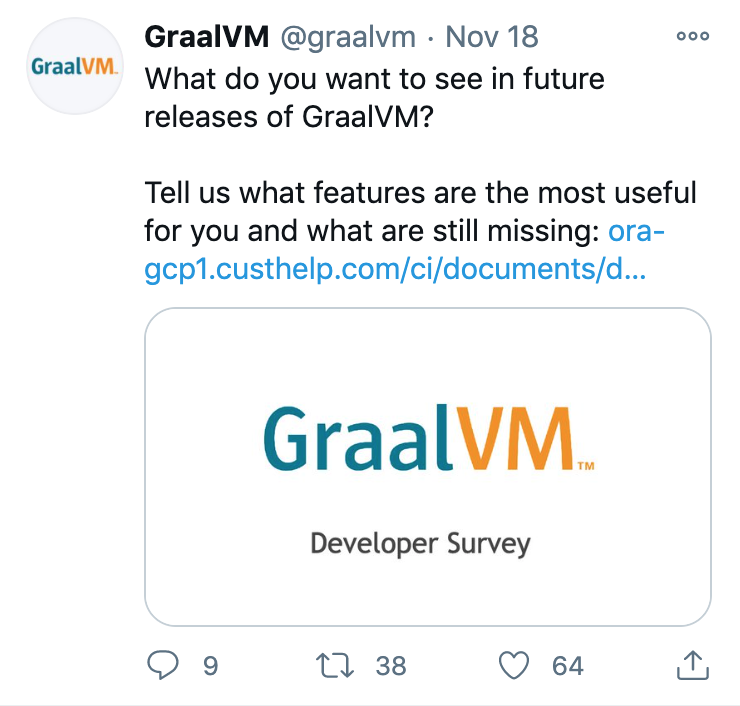 GraalVM.
GraalVM @graalvm · Nov 18
What do you want to see in future
releases of GraalVM?
Tell us what features are the most useful
for you and what are still missing: ora-
gcp1.custhelp.com/ci/documents/d...
GraalVM™
Developer Survey
9 38 64